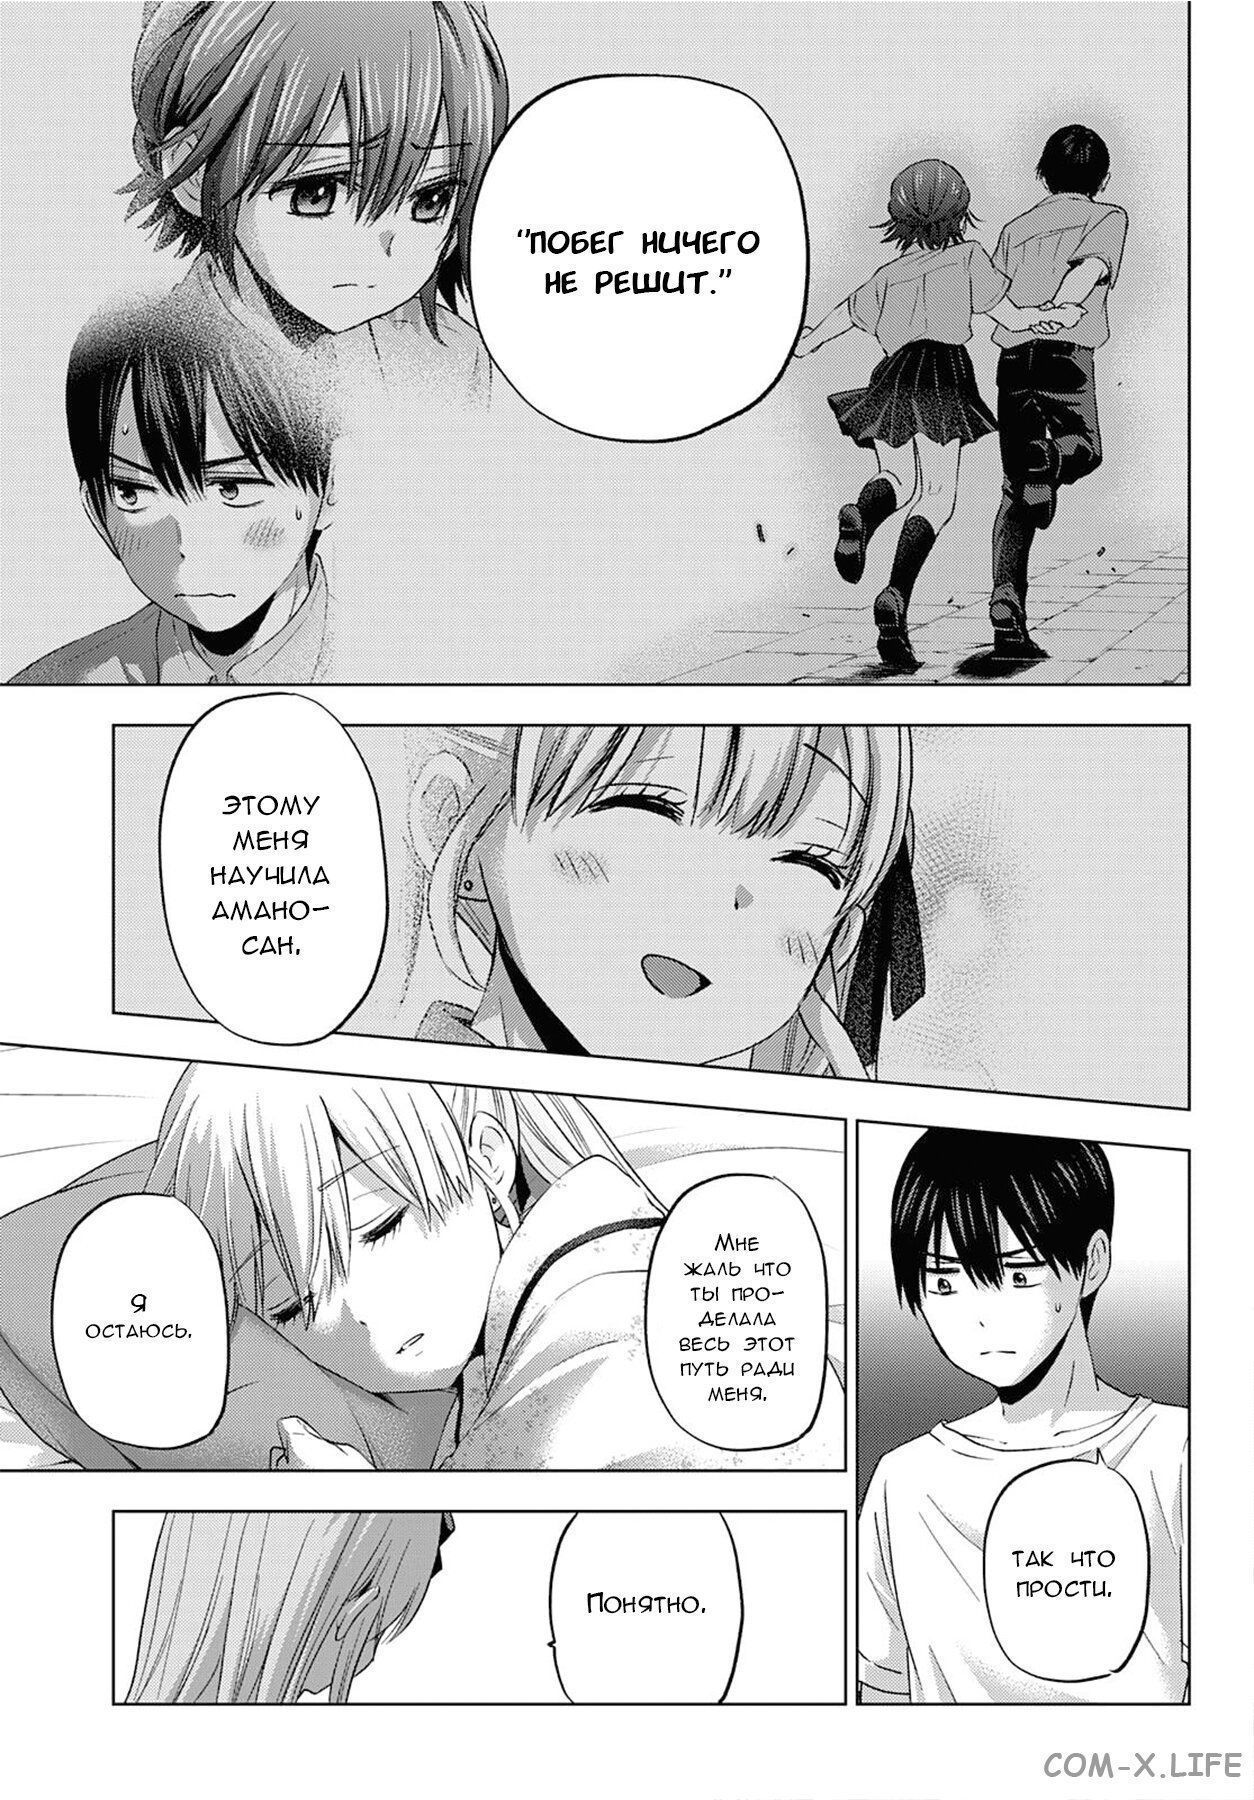 "ПОБЕГ НИЧЕГО
НЕ РЕШИТ."
ЭТОМУ
МЕНЯ
НАУЧИЛА
АМАНО-
САН.
ТАК ЧТО
ПРОСТИ.
МНЕ
ЖАЛЬ ЧТО
ТЫ ПРО-
ДЕЛАЛА
ВЕСЬ ЭТОТ
ПУТЬ РАДИ
МЕНЯ.
Я
ОСТАЮСЬ.
ПОНЯТНО.
COM-X.LIFE